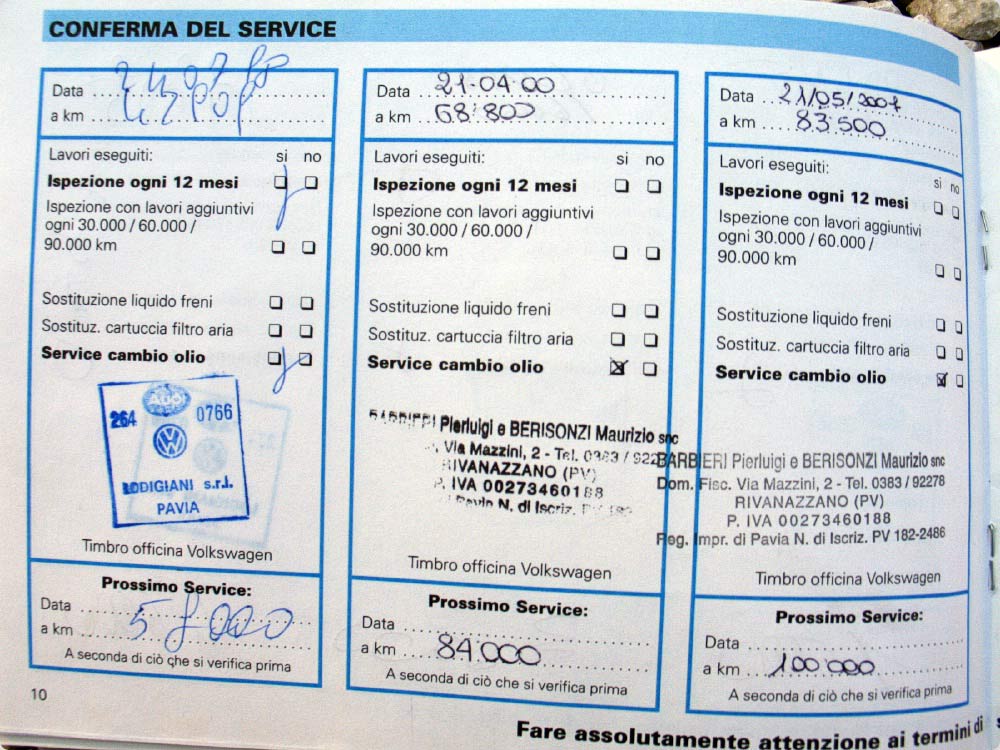 CONFERMA DEL SERVICE
Data
a km
Lavori eseguiti: si no
Ispezione ogni 12 mesi
Ispezione con lavori aggiuntivi
ogni 30.000 / 60.000 /
90.000 km
Sostituzione liquido freni
Sostituz. cartuccia filtro aria
Service cambio olio
Audi
264 0766
RODIGIANI s.r.l.
PAVIA
Timbro officina Volkswagen
Prossimo Service:
Data
a km 58000
A seconda di ciò che si verifica prima
10
Data 21-04-00
a km 68.800
Lavori eseguiti: si no
Ispezione ogni 12 mesi
Ispezione con lavori aggiuntivi
ogni 30.000 / 60.000 /
90.000 km
Sostituzione liquido freni
Sostituz. cartuccia filtro aria
Service cambio olio
Pierluigi e BERISONZI Maurizio snc
Via Mazzini, 2 - Tel. 0383 / 922
RIVANAZZANO (PV)
P. IVA 00273460188
Pavia N. di Iscriz. PV
Timbro officina Volkswagen
Prossimo Service:
Data
a km 84.000
A seconda di ciò che si verifica prima
Data 21/05/2001
a km 83.500
Lavori eseguiti: si no
Ispezione ogni 12 mesi
Ispezione con lavori aggiuntivi
ogni 30.000 / 60.000 /
90.000 km
Sostituzione liquido freni
Sostituz. cartuccia filtro aria
Service cambio olio
BARBIERI Pierluigi e BERISONZI Maurizio snc
Dom. Fisc. Via Mazzini, 2 - Tel. 0383 / 92278
RIVANAZZANO (PV)
P. IVA 00273460188
Reg. Impr. di Pavia N. di Iscriz. PV 182-2486
Timbro officina Volkswagen
Prossimo Service:
Data
a km 100.000
A seconda di ciò che si verifica prima
Fare assolutamente attenzione ai termini di